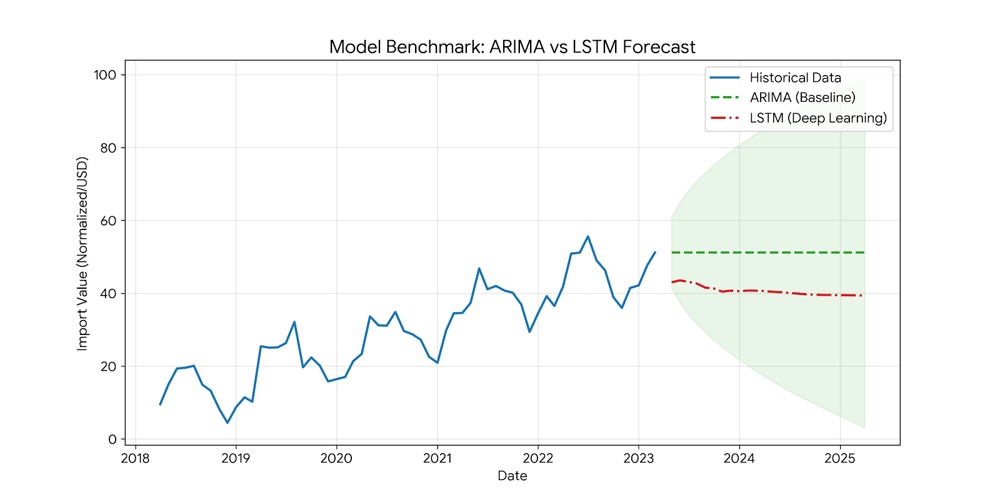 Model Benchmark: ARIMA vs LSTM Forecast
Historical Data
ARIMA (Baseline)
LSTM (Deep Learning)
Import Value (Normalized/USD)
100
80
60
40
20
0
2018 2019 2020 2021 2022 2023 2024 2025
Date